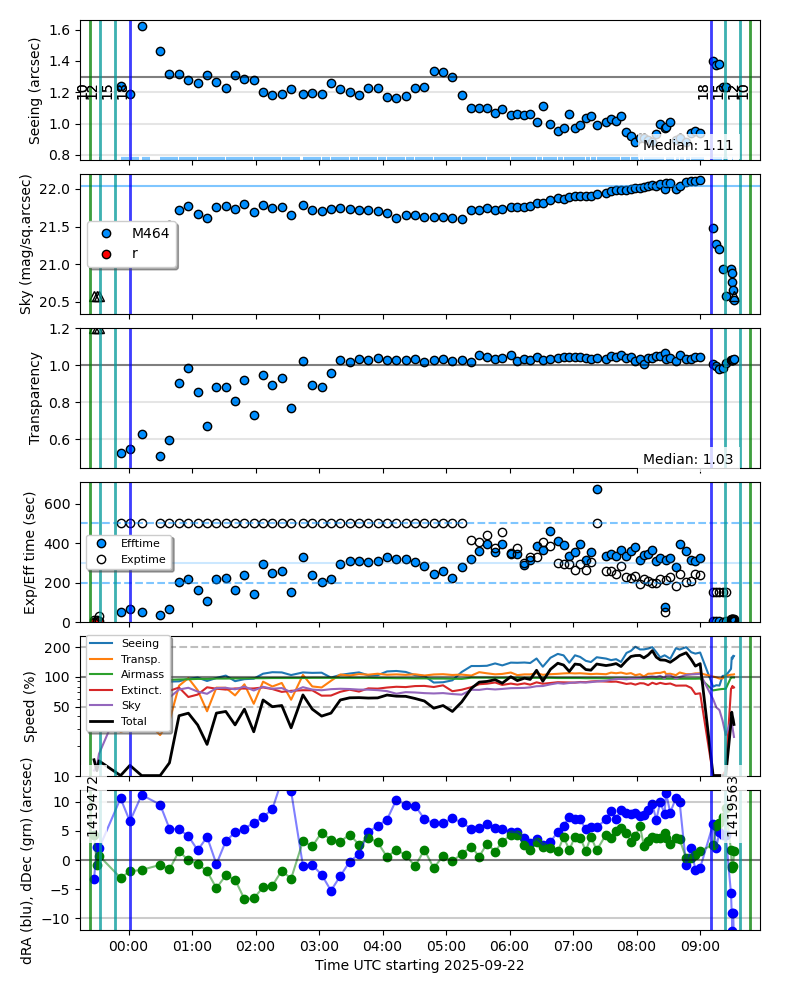 1.6
1.4
1.2
1.0
0.8
Seeing (arcsec)
10
12
15
18
18
15
12
10
Median: 1.11
22.0
21.5
21.0
20.5
Sky (mag/sq.arcsec)
M464
r
1.2
1.0
0.8
0.6
Transparency
Median: 1.03
600
400
200
0
Exp/Eff time (sec)
Efftime
Exptime
200
100
50
10
Speed (%)
Seeing
Transp.
Airmass
Extinct.
Sky
Total
10
5
0
−5
−10
dRA (blu), dDec (grn) (arcsec)
1419472
1419563
00:00
01:00
02:00
03:00
04:00
05:00
06:00
07:00
08:00
09:00
Time UTC starting 2025-09-22